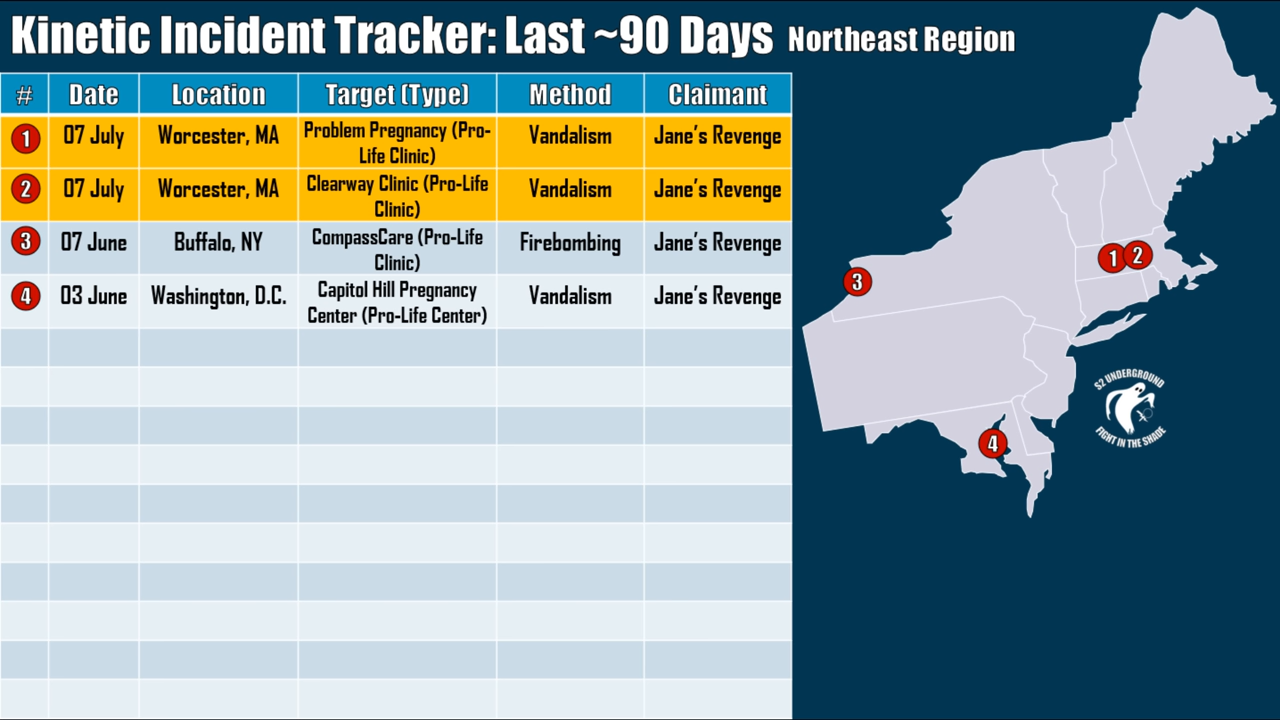 Kinetic Incident Tracker: Last ~90 Days Northeast Region
# Date Location Target (Type) Method Claimant
1 07 July Worcester, MA Problem Pregnancy (Pro-
Life Clinic) Vandalism Jane's Revenge
2 07 July Worcester, MA Clearway Clinic (Pro-Life
Clinic) Vandalism Jane's Revenge
3 07 June Buffalo, NY CompassCare (Pro-Life
Clinic) Firebombing Jane's Revenge
4 03 June Washington, D.C. Capitol Hill Pregnancy
Center (Pro-Life Center) Vandalism Jane's Revenge
1 2
3
4
S2 UNDERGROUND
FIGHT IN THE SHADE